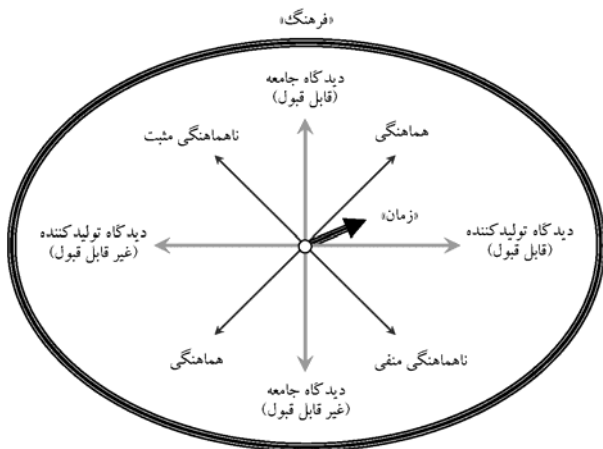 «فرهنگ»
دیدگاه جامعه
(قابل قبول)
هماهنگی
ناهماهنگی مثبت
«زمان»
دیدگاه تولیدکننده
(قابل قبول)
دیدگاه تولیدکننده
(غیر قابل قبول)
ناهماهنگی منفی
هماهنگی
دیدگاه جامعه
(غیر قابل قبول)